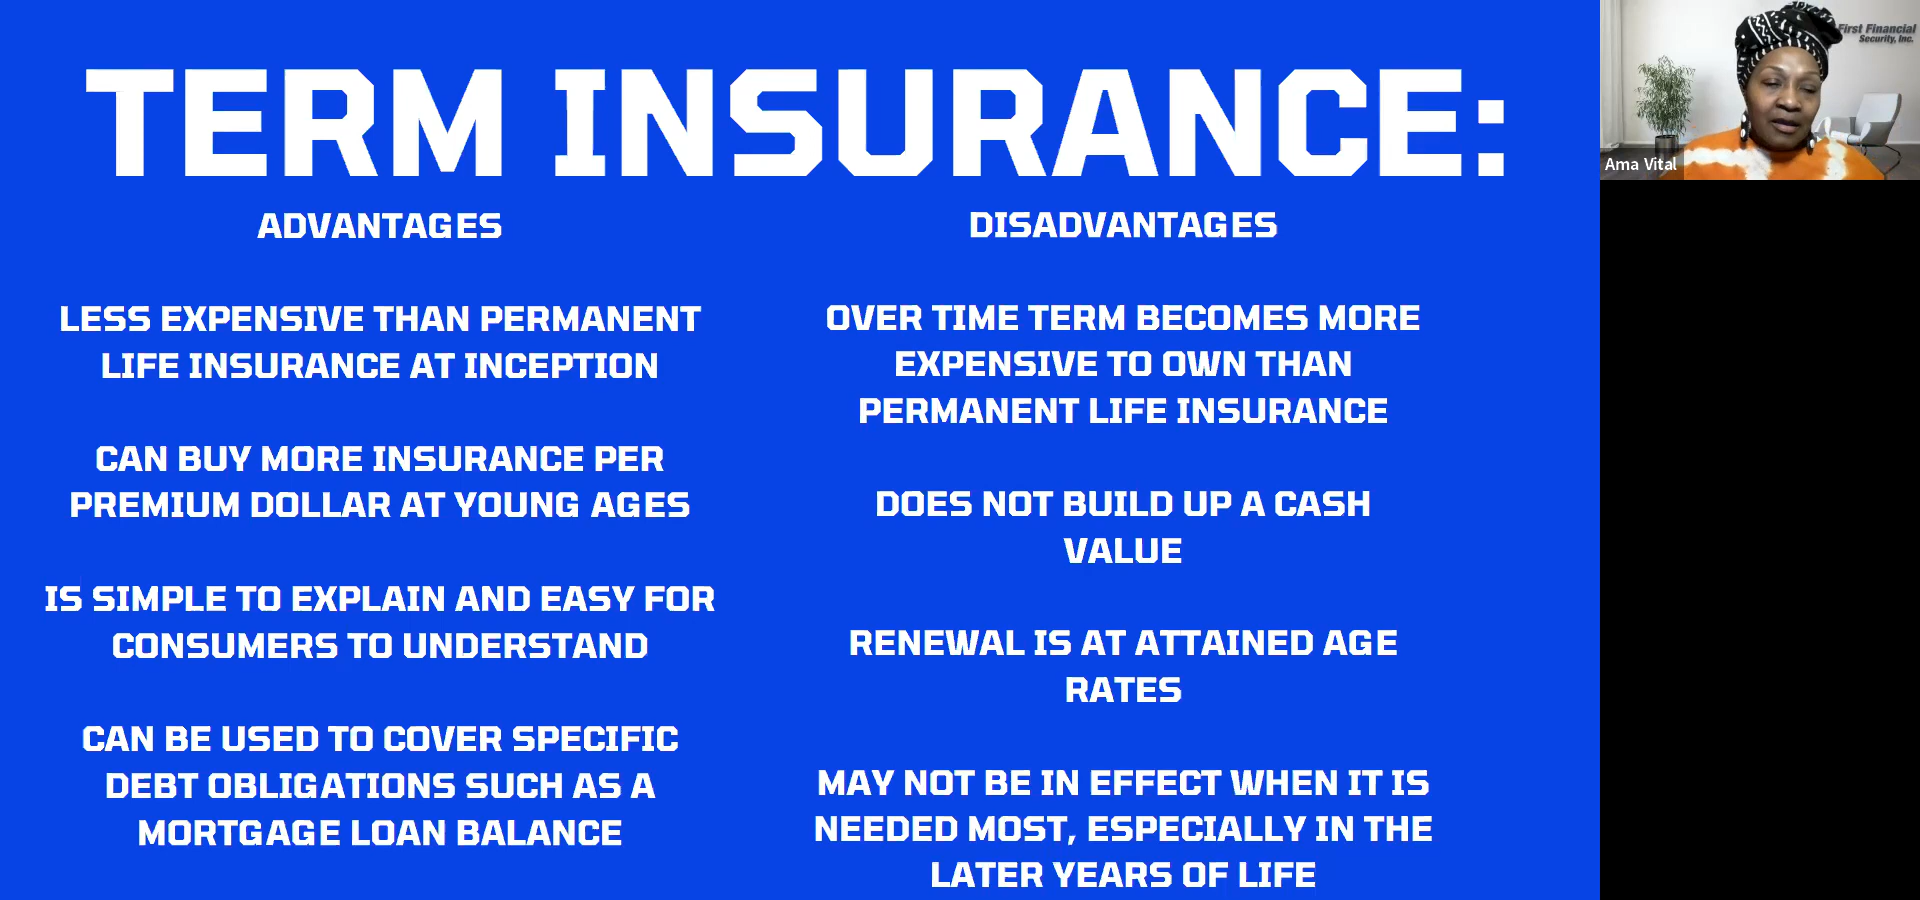 TERM INSURANCE:
ADVANTAGES
LESS EXPENSIVE THAN PERMANENT
LIFE INSURANCE AT INCEPTION
CAN BUY MORE INSURANCE PER
PREMIUM DOLLAR AT YOUNG AGES
IS SIMPLE TO EXPLAIN AND EASY FOR
CONSUMERS TO UNDERSTAND
CAN BE USED TO COVER SPECIFIC
DEBT OBLIGATIONS SUCH AS A
MORTGAGE LOAN BALANCE
DISADVANTAGES
OVER TIME TERM BECOMES MORE
EXPENSIVE TO OWN THAN
PERMANENT LIFE INSURANCE
DOES NOT BUILD UP A CASH
VALUE
RENEWAL IS AT ATTAINED AGE
RATES
MAY NOT BE IN EFFECT WHEN IT IS
NEEDED MOST, ESPECIALLY IN THE
LATER YEARS OF LIFE
First Financial
Security, Inc.
Ama Vital